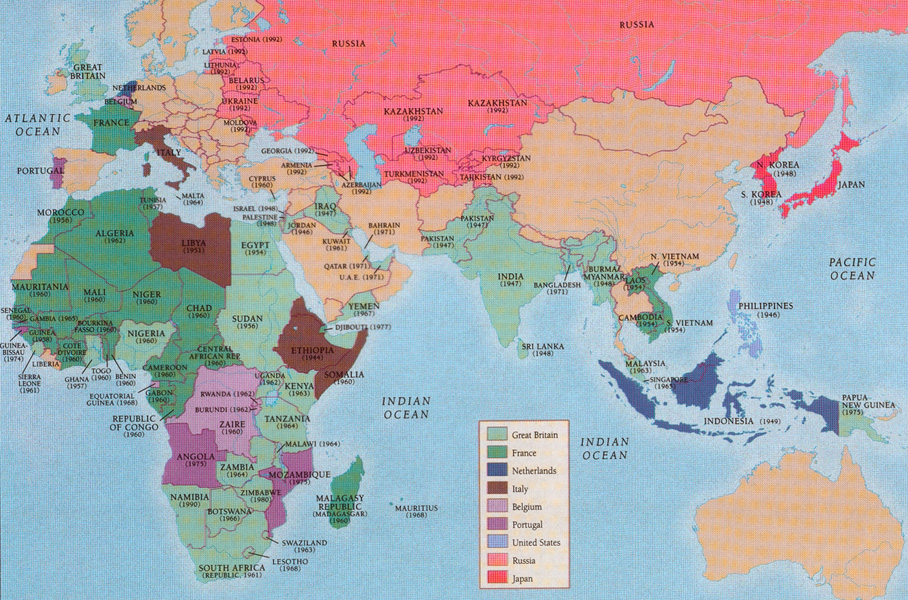 RUSSIA
RUSSIA
ESTONIA (1992)
LATVIA (1992)
LITHUNIA
(1992)
BELARUS
(1992)
GREAT
BRITAIN
NETHERLANDS
BELGIUM
UKRAINE
(1992)
KAZAKHSTAN
(1992)
KAZAKHSTAN
(1992)
ATLANTIC
OCEAN
FRANCE
MOLDOVA
(1992)
ITALY
GEORGIA (1992)
UZBEKISTAN
(1992)
KYRGYZSTAN
(1992)
ARMENIA
(1992)
TURKMENISTAN
(1992)
TAJIKISTAN (1992)
N. KOREA
(1948)
PORTUGAL
CYPRUS
(1960)
AZERBAIJAN
(1992)
JAPAN
S. KOREA
(1948)
TUNISIA
(1957)
MALTA
(1964)
MOROCCO
(1956)
ISRAEL (1948)
PALESTINE
(1988)
IRAQ
(1947)
JORDAN
(1946)
PAKISTAN
(1947)
ALGERIA
(1962)
LIBYA
(1951)
EGYPT
(1954)
KUWAIT
(1961)
BAHRAIN
(1971)
PAKISTAN
(1947)
N. VIETNAM
(1954)
PACIFIC
OCEAN
QATAR (1971)
U.A.E. (1971)
INDIA
(1947)
BANGLADESH
(1971)
BURMA/
MYANMAR
(1948)
LAOS
(1954)
MAURITANIA
(1960)
MALI
(1960)
NIGER
(1960)
CHAD
(1960)
YEMEN
(1967)
PHILIPPINES
(1946)
SENEGAL
(1960)
GAMBIA (1965)
SUDAN
(1956)
DJIBOUTI (1977)
CAMBODIA
(1954)
S. VIETNAM
(1954)
GUINEA
(1958)
BOURKINA
FASSO (1960)
NIGERIA
(1960)
GUINEA-
BISSAU
(1974)
COTE
D'IVOIRE
(1960)
CENTRAL
AFRICAN REP.
(1960)
ETHIOPIA
(1944)
SRI LANKA
(1948)
LIBERIA
CAMEROON
(1960)
MALAYSIA
(1963)
SIERRA
LEONE
(1961)
GHANA
(1957)
TOGO
(1960)
BENIN
(1960)
UGANDA
(1962)
SOMALIA
(1960)
SINGAPORE
(1965)
EQUATORIAL
GUINEA (1968)
GABON
(1960)
RWANDA (1962)
KENYA
(1963)
INDIAN
OCEAN
BURUNDI (1962)
PAPUA-
NEW GUINEA
(1975)
REPUBLIC
OF CONGO
(1960)
ZAIRE
(1960)
TANZANIA
(1964)
INDONESIA (1949)
INDIAN
OCEAN
MALAWI (1964)
ANGOLA
(1975)
ZAMBIA
(1964)
MOZAMBIQUE
(1975)
NAMIBIA
(1990)
ZIMBABWE
(1980)
MALAGASY
REPUBLIC
(MADAGASCAR)
(1960)
MAURITIUS
(1968)
BOTSWANA
(1966)
SWAZILAND
(1963)
LESOTHO
(1968)
SOUTH AFRICA
(REPUBLIC, 1961)
Great Britain
France
Netherlands
Italy
Belgium
Portugal
United States
Russia
Japan